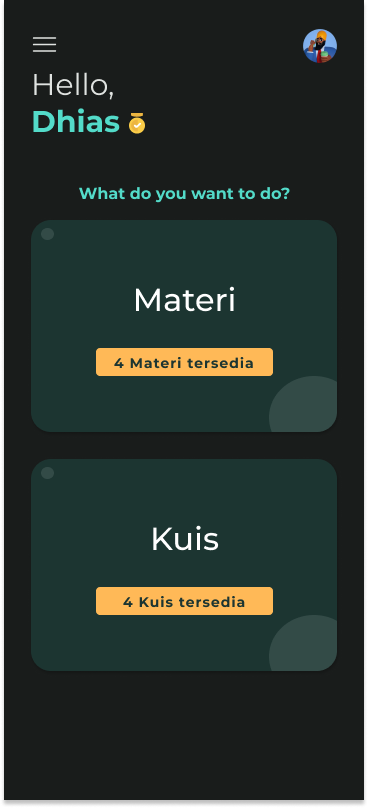 Hello,
Dhias
What do you want to do?
Materi
4 Materi tersedia
Kuis
4 Kuis tersedia